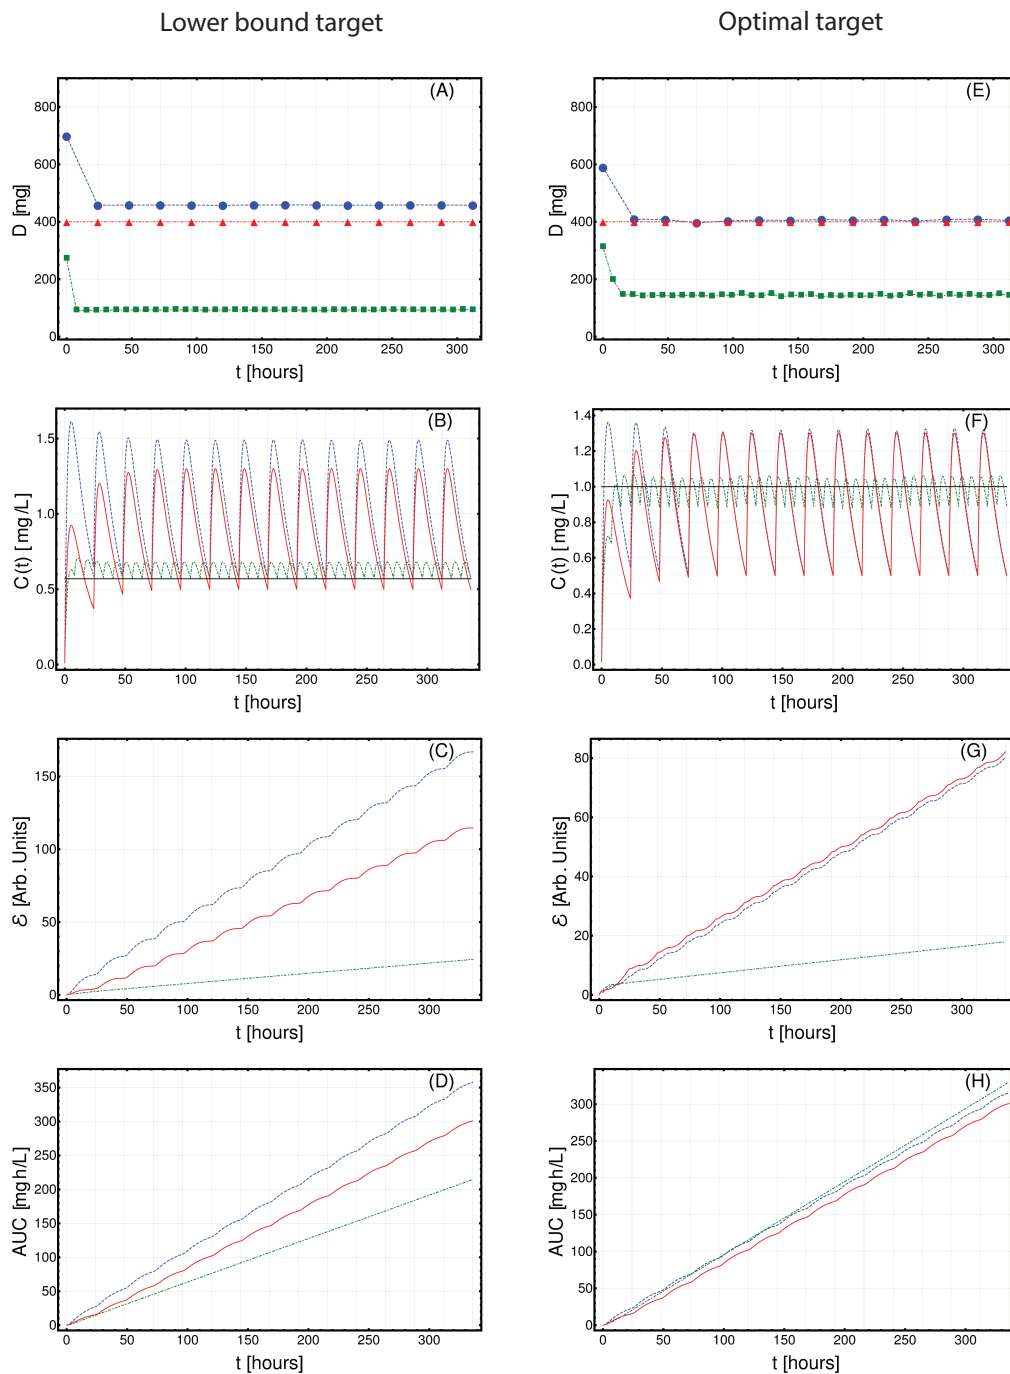 Lower bound target
Optimal target
(A)
800
600
400
200
0
D [mg]
0 50 100 150 200 250 300
t [hours]
(E)
800
600
400
200
0
D [mg]
0 50 100 150 200 250 300
t [hours]
(B)
1.5
1.0
0.5
0.0
C(t) [mg/L]
0 50 100 150 200 250 300
t [hours]
(F)
1.4
1.2
1.0
0.8
0.6
0.4
0.2
0.0
C(t) [mg/L]
0 50 100 150 200 250 300
t [hours]
(C)
150
100
50
0
ℰ [Arb. Units]
0 50 100 150 200 250 300
t [hours]
(G)
80
60
40
20
0
ℰ [Arb. Units]
0 50 100 150 200 250 300
t [hours]
(D)
350
300
250
200
150
100
50
0
AUC [mgh/L]
0 50 100 150 200 250 300
t [hours]
(H)
300
250
200
150
100
50
0
AUC [mgh/L]
0 50 100 150 200 250 300
t [hours]